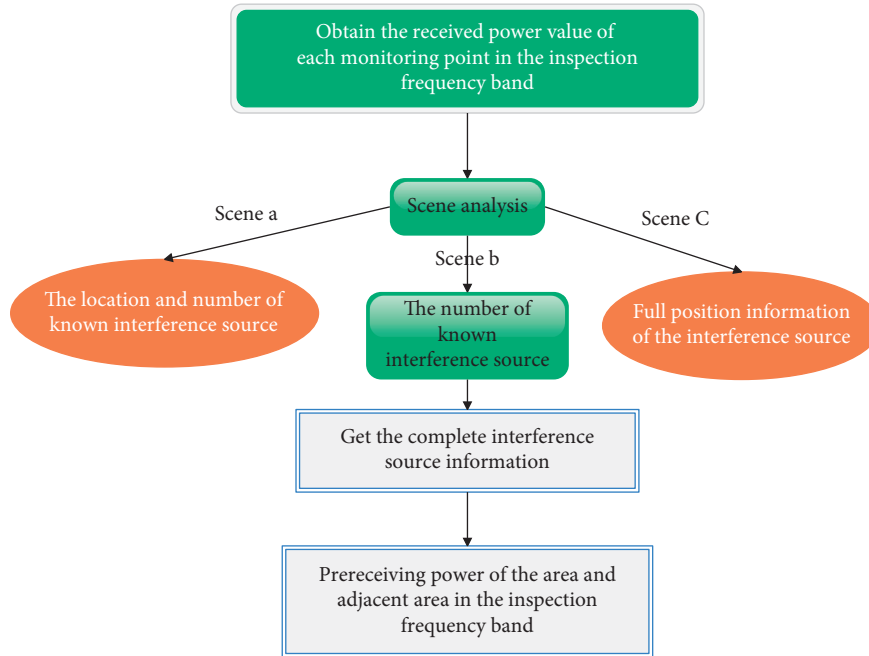 Obtain the received power value of
each monitoring point in the inspection
frequency band
Scene analysis
Scene a
Scene b
Scene C
The location and number of
known interference source
The number of
known
interference source
Full position information
of the interference source
Get the complete interference
source information
Prereceiving power of the area and
adjacent area in the inspection
frequency band